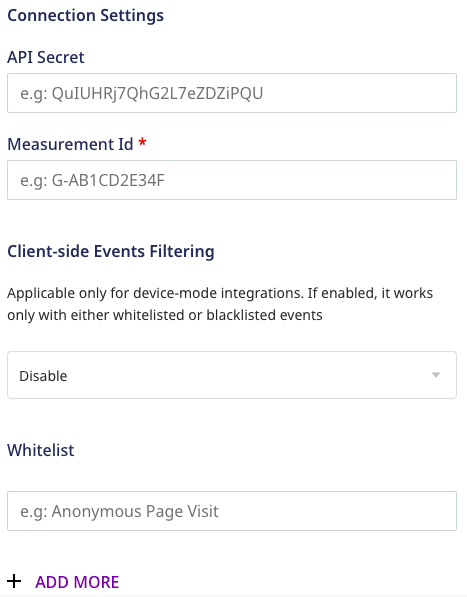 Connection Settings
API Secret
e.g: QuIUHRj7QhG2L7eZDZiPQU
Measurement Id *
e.g: G-AB1CD2E34F
Client-side Events Filtering
Applicable only for device-mode integrations. If enabled, it works
only with either whitelisted or blacklisted events
Disable
Whitelist
e.g: Anonymous Page Visit
+ ADD MORE